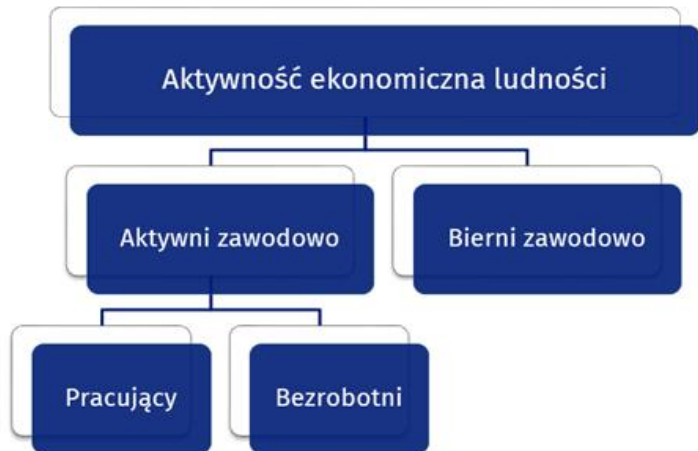 Aktywność ekonomiczna ludności
Aktywni zawodowo
Bierni zawodowo
Pracujący
Bezrobotni